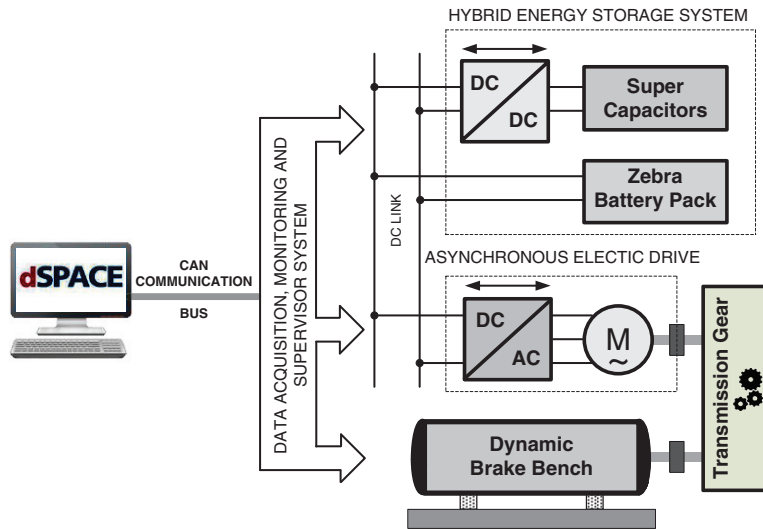 HYBRID ENERGY STORAGE SYSTEM
DC
DC
Super
Capacitors
Zebra
Battery Pack
DC LINK
ASYNCHRONOUS ELECTIC DRIVE
DC
AC
M
~
Transmission Gear
Dynamic
Brake Bench
DATA ACQUISITION, MONITORING AND
SUPERVISOR SYSTEM
CAN
COMMUNICATION
BUS
dSPACE